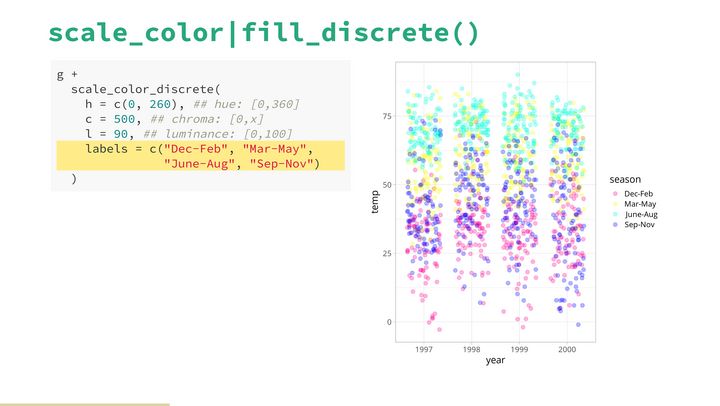 scale_color|fill_discrete()
g +
scale_color_discrete(
h = c(0, 260), ## hue: [0,360]
c = 500, ## chroma: [0,x]
l = 90, ## luminance: [0,100]
labels = c("Dec-Feb", "Mar-May",
"June-Aug", "Sep-Nov")
)
temp
75
50
25
0
1997 1998 1999 2000
year
season
Dec-Feb
Mar-May
June-Aug
Sep-Nov